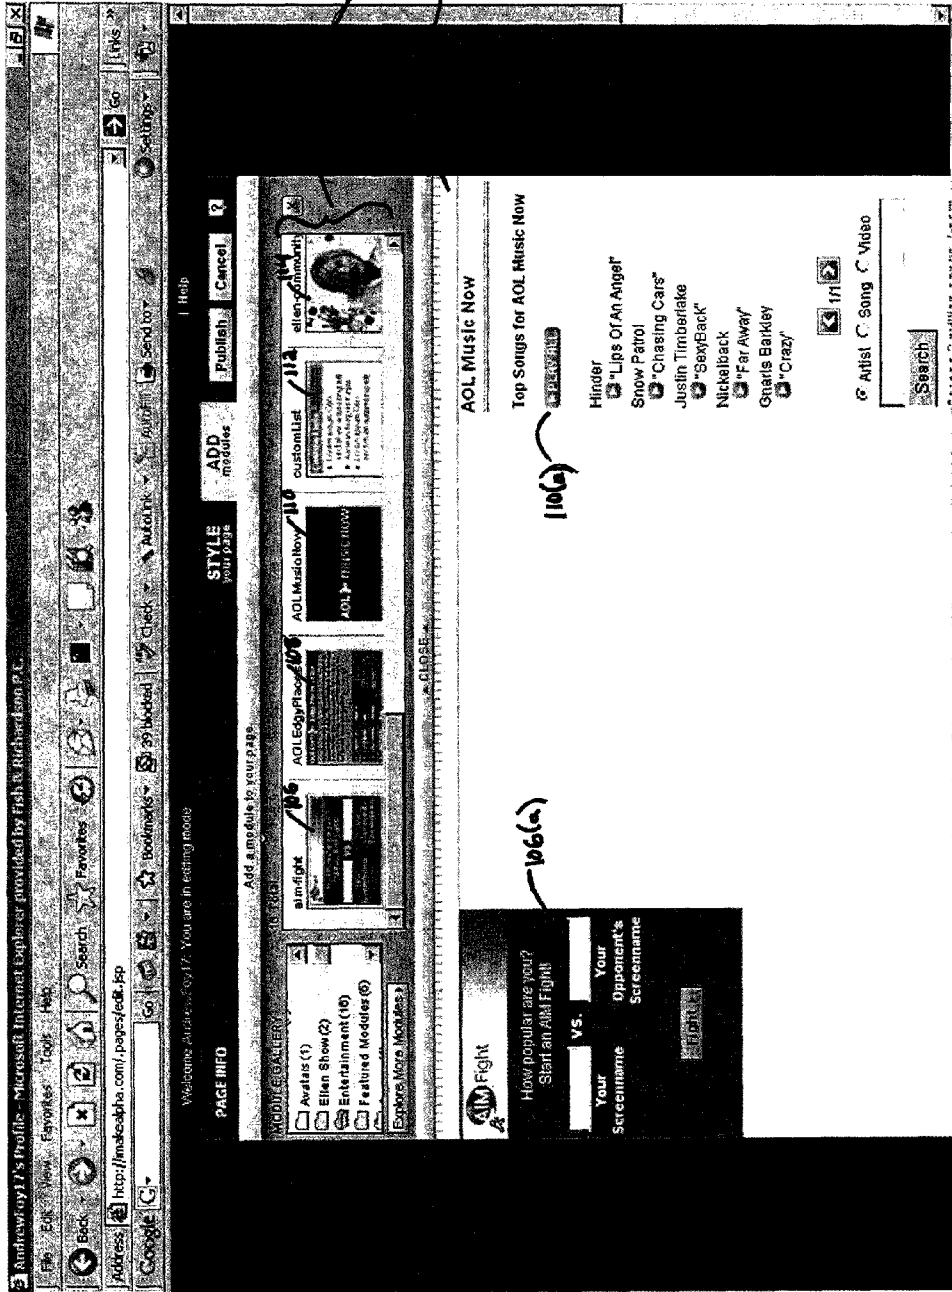 AndrewFoy17's Profile - Microsoft Internet Explorer provided by Fish & Richardson P.C.
File Edit View Favorites Tools Help
Back Search Favorites
Address http://imakealpha.com/.pages/edit.jsp Go Links »
Google G Go Bookmarks 39 blocked Check AutoLink AutoFill Send to Settings
Welcome AndrewFoy17: You are in editing mode | Help
PAGE INFO STYLE your page ADD modules Publish Cancel ?
Add a module to your page
MODULE GALLERY
Avatars (1)
Ellen Show (2)
Entertainment (16)
Featured Modules (6)
Explore More Modules
aim-fight 106
AOLEdgyPlaces 108
AOLMusicNow 110
AOL MUSIC NOW
customList 112
ellen-community 114
CLOSE
AIM Fight
How popular are you?
Start an AIM Fight!
vs.
Your Screenname
Your Opponent's Screenname
Fight!
106(a)
AOL Music Now
Top Songs for AOL Music Now
110(a)
Hinder
"Lips Of An Angel"
Snow Patrol
"Chasing Cars"
Justin Timberlake
"SexyBack"
Nickelback
"Far Away"
Gnarls Barkley
"Crazy"
1/1
Artist Song Video
Search